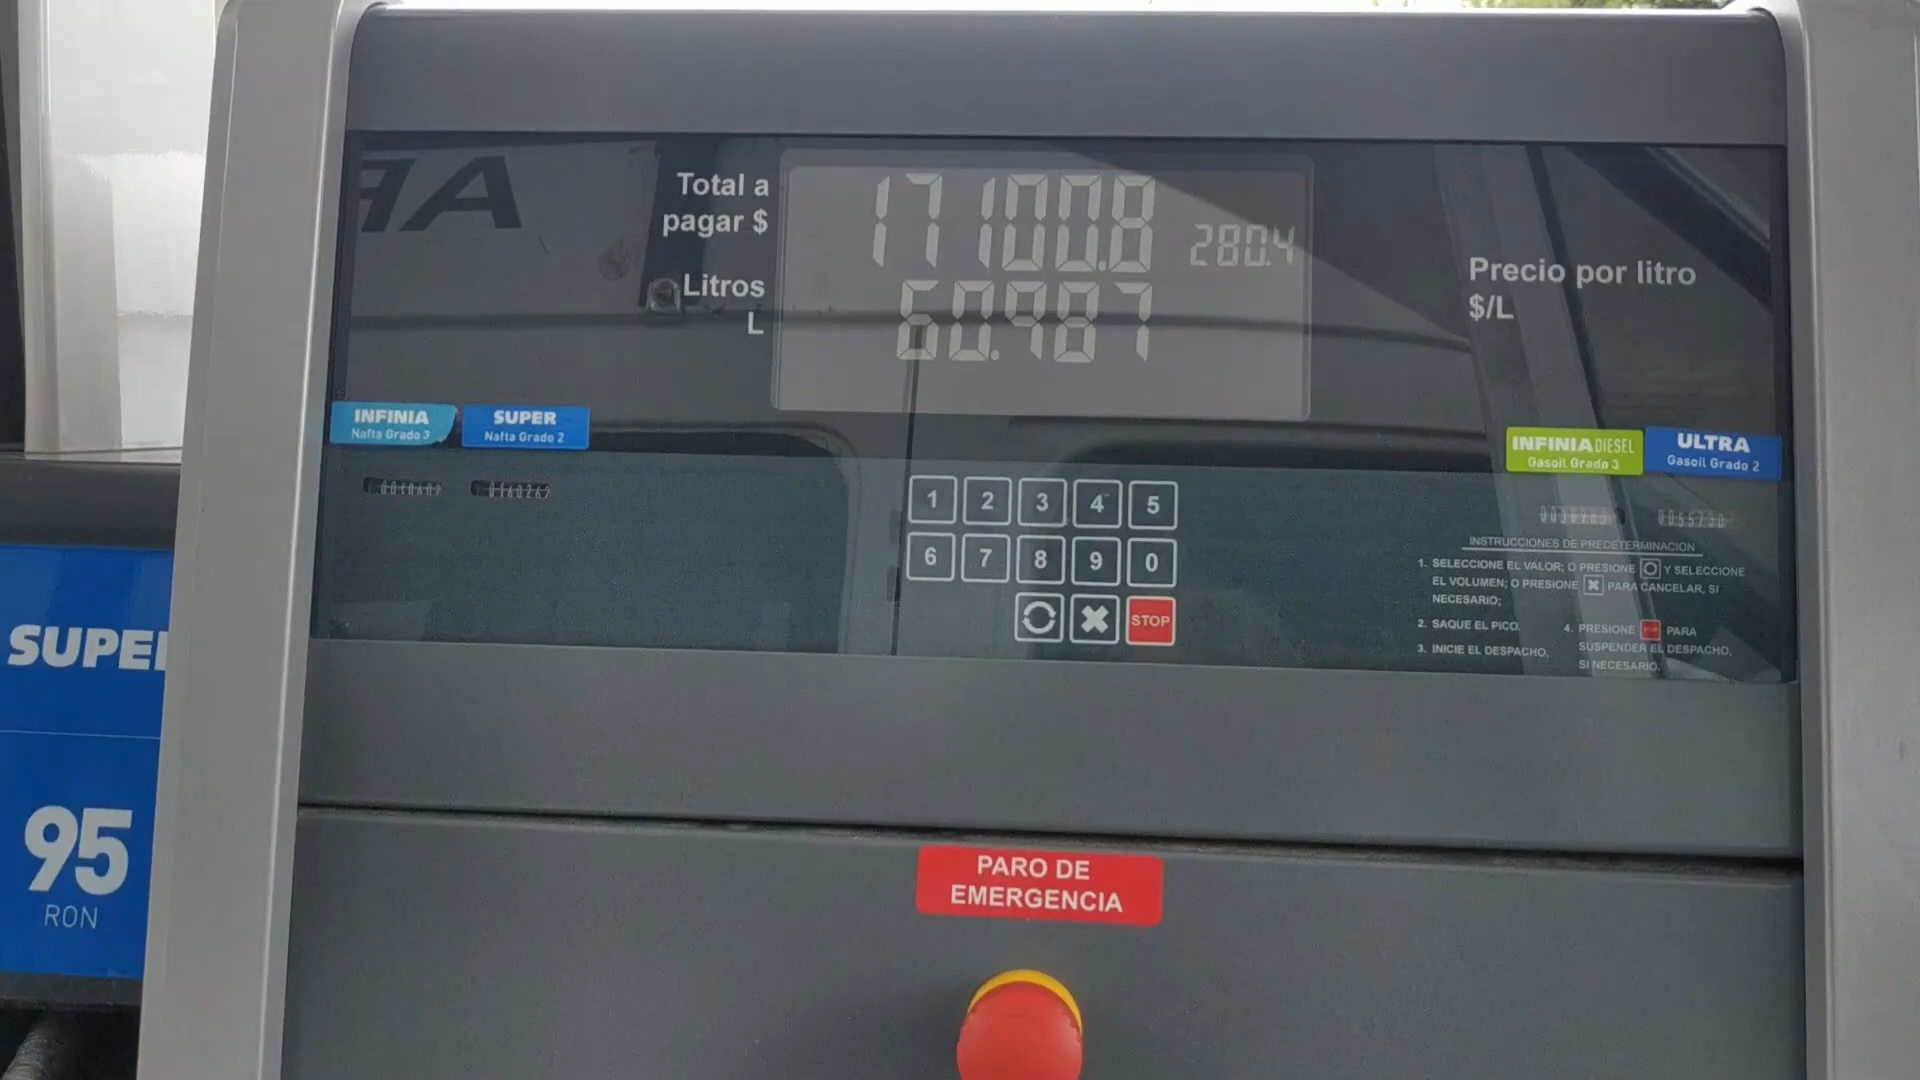 Total a
pagar $
17100.8
280.4
Litros
L
60.987
Precio por litro
$/L
INFINIA
Nafta Grado 3
SUPER
Nafta Grado 2
INFINIA DIESEL
Gasoil Grado 3
ULTRA
Gasoil Grado 2
1 2 3 4 5
6 7 8 9 0
STOP
INSTRUCCIONES DE PREDETERMINACION
1. SELECCIONE EL VALOR; O PRESIONE Y SELECCIONE
EL VOLUMEN; O PRESIONE PARA CANCELAR, SI
NECESARIO;
2. SAQUE EL PICO.
3. INICIE EL DESPACHO.
4. PRESIONE STOP PARA
SUSPENDER EL DESPACHO,
SI NECESARIO.
SUPER
95
RON
PARO DE
EMERGENCIA